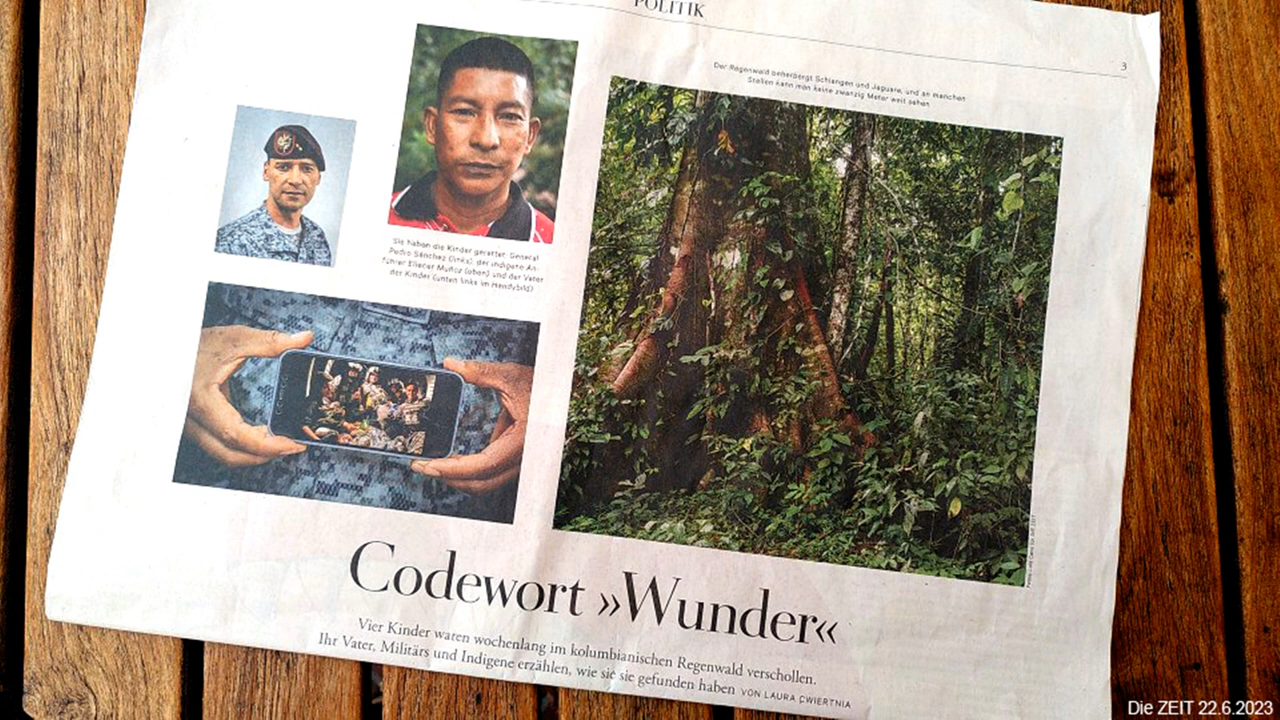 POLITIK
3
Der Regenwald beherbergt Schlangen und Jaguare, und an manchen
Stellen kann man keine zwanzig Meter weit sehen
Sie haben die Kinder gerettet: General
Pedro Sánchez (links), der indigene An-
führer Eliecer Muñoz (oben) und der Vater
der Kinder (unten links im Handybild)
Codewort »Wunder«
Vier Kinder waren wochenlang im kolumbianischen Regenwald verschollen.
Ihr Vater, Militärs und Indigene erzählen, wie sie sie gefunden haben VON LAURA CWIERTNIA
Die ZEIT 22.6.2023